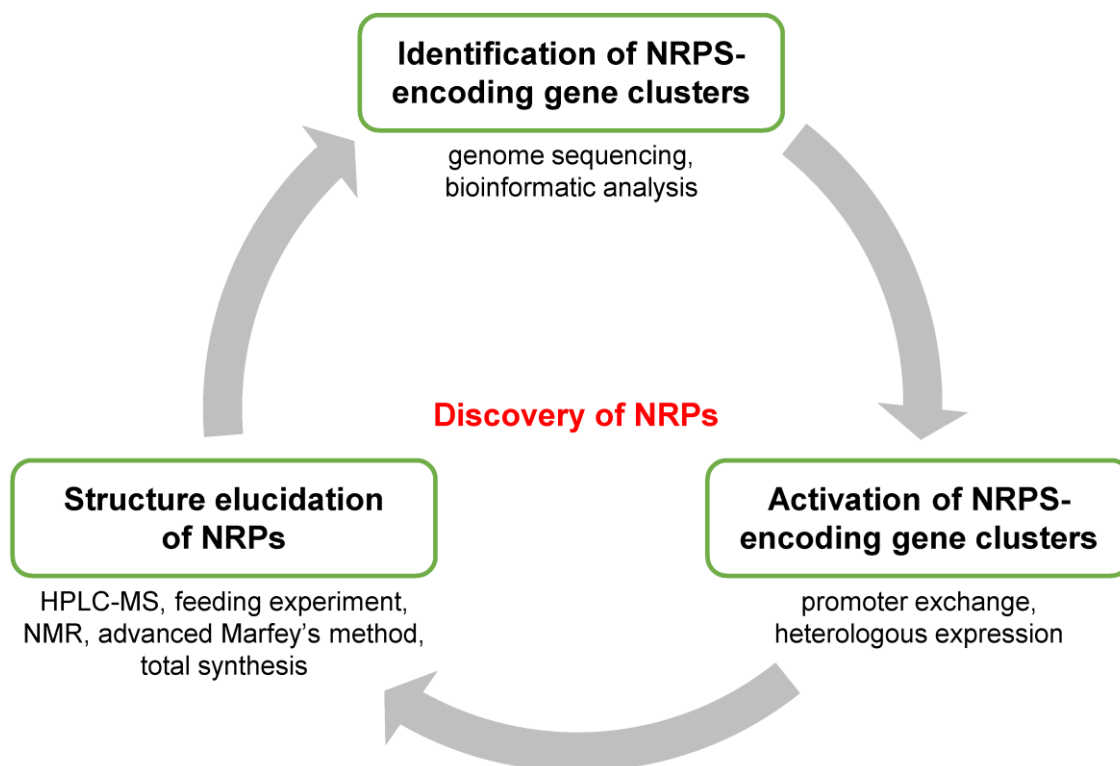 Identification of NRPS-
encoding gene clusters
genome sequencing,
bioinformatic analysis
Discovery of NRPs
Structure elucidation
of NRPs
HPLC-MS, feeding experiment,
NMR, advanced Marfey's method,
total synthesis
Activation of NRPS-
encoding gene clusters
promoter exchange,
heterologous expression